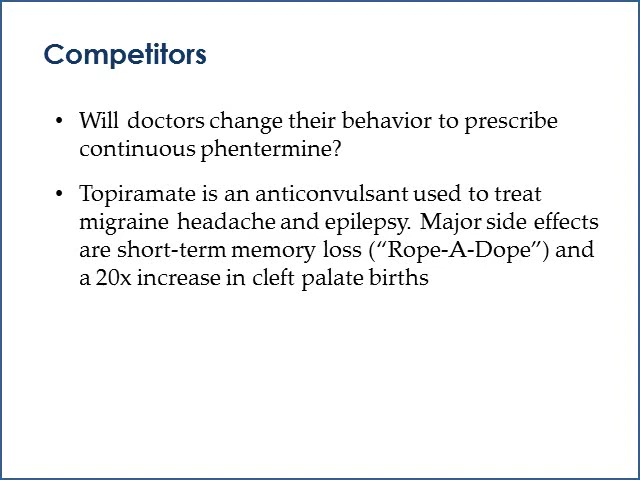 Competitors
• Will doctors change their behavior to prescribe
continuous phentermine?
• Topiramate is an anticonvulsant used to treat
migraine headache and epilepsy. Major side effects
are short-term memory loss (“Rope-A-Dope”) and
a 20x increase in cleft palate births